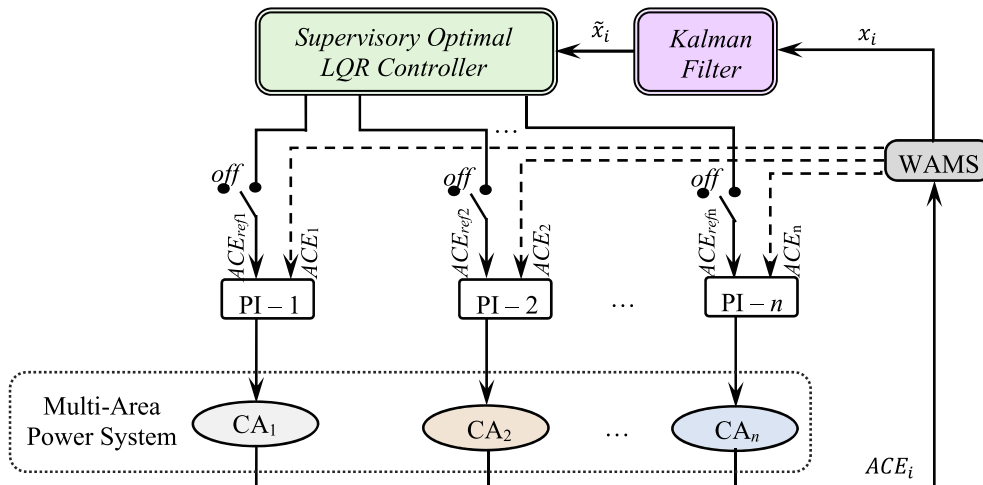 Supervisory Optimal
LQR Controller
x̃ᵢ
Kalman
Filter
xᵢ
...
WAMS
off
off
off
ACEref1
ACE1
ACEref2
ACE2
ACErefn
ACEn
PI – 1
PI – 2
...
PI – n
Multi-Area
Power System
CA1
CA2
...
CAn
ACEᵢ